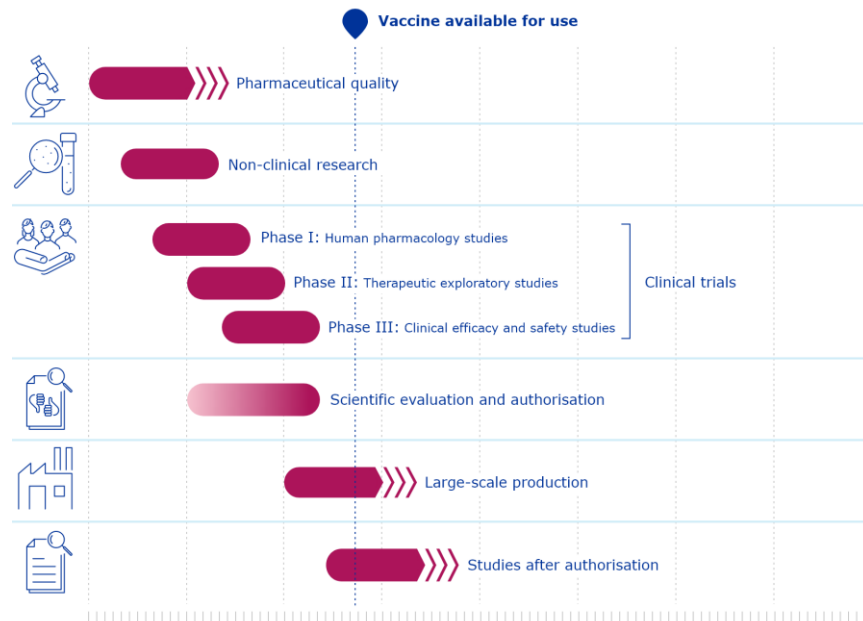 Vaccine available for use
Pharmaceutical quality
Non-clinical research
Phase I: Human pharmacology studies
Phase II: Therapeutic exploratory studies
Clinical trials
Phase III: Clinical efficacy and safety studies
Scientific evaluation and authorisation
Large-scale production
Studies after authorisation